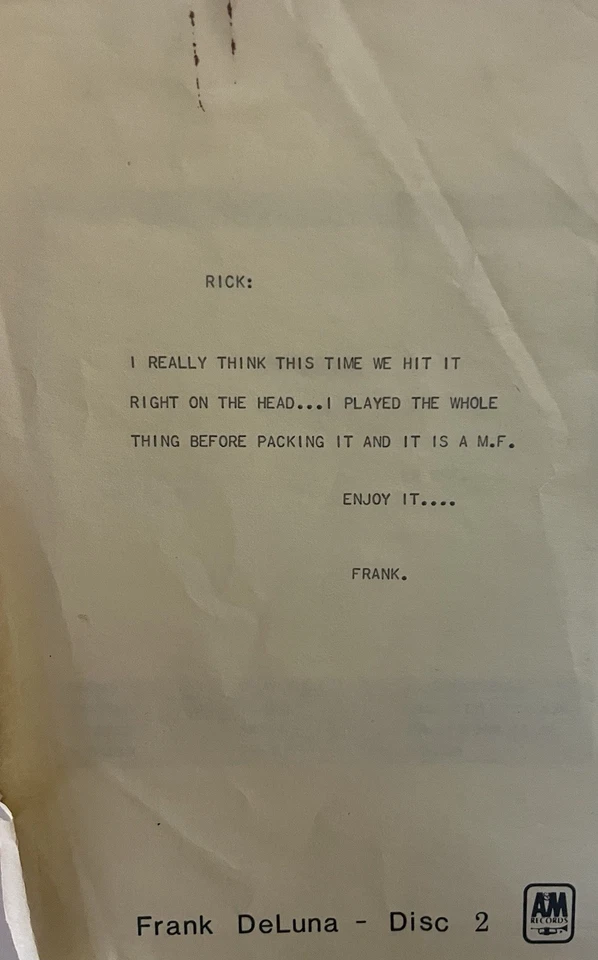 RICK:
I REALLY THINK THIS TIME WE HIT IT
RIGHT ON THE HEAD...I PLAYED THE WHOLE
THING BEFORE PACKING IT AND IT IS A M.F.
ENJOY IT....
FRANK.
Frank DeLuna - Disc 2
A&M
RECORDS